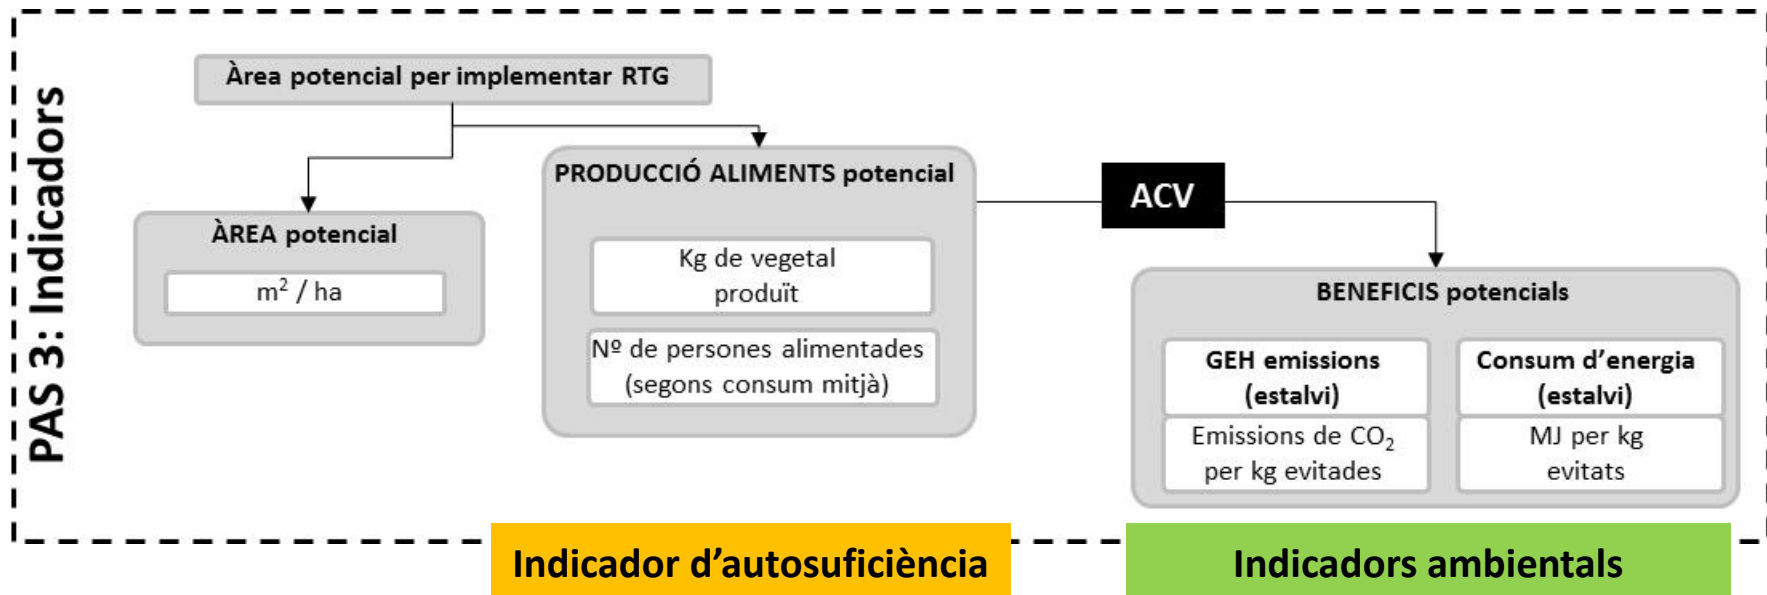 PAS 3: Indicadors
Àrea potencial per implementar RTG
ÀREA potencial
m² / ha
PRODUCCIÓ ALIMENTS potencial
Kg de vegetal
produït
Nº de persones alimentades
(segons consum mitjà)
ACV
BENEFICIS potencials
GEH emissions
(estalvi)
Emissions de CO₂
per kg evitades
Consum d’energia
(estalvi)
MJ per kg
evitats
Indicador d’autosuficiència
Indicadors ambientals